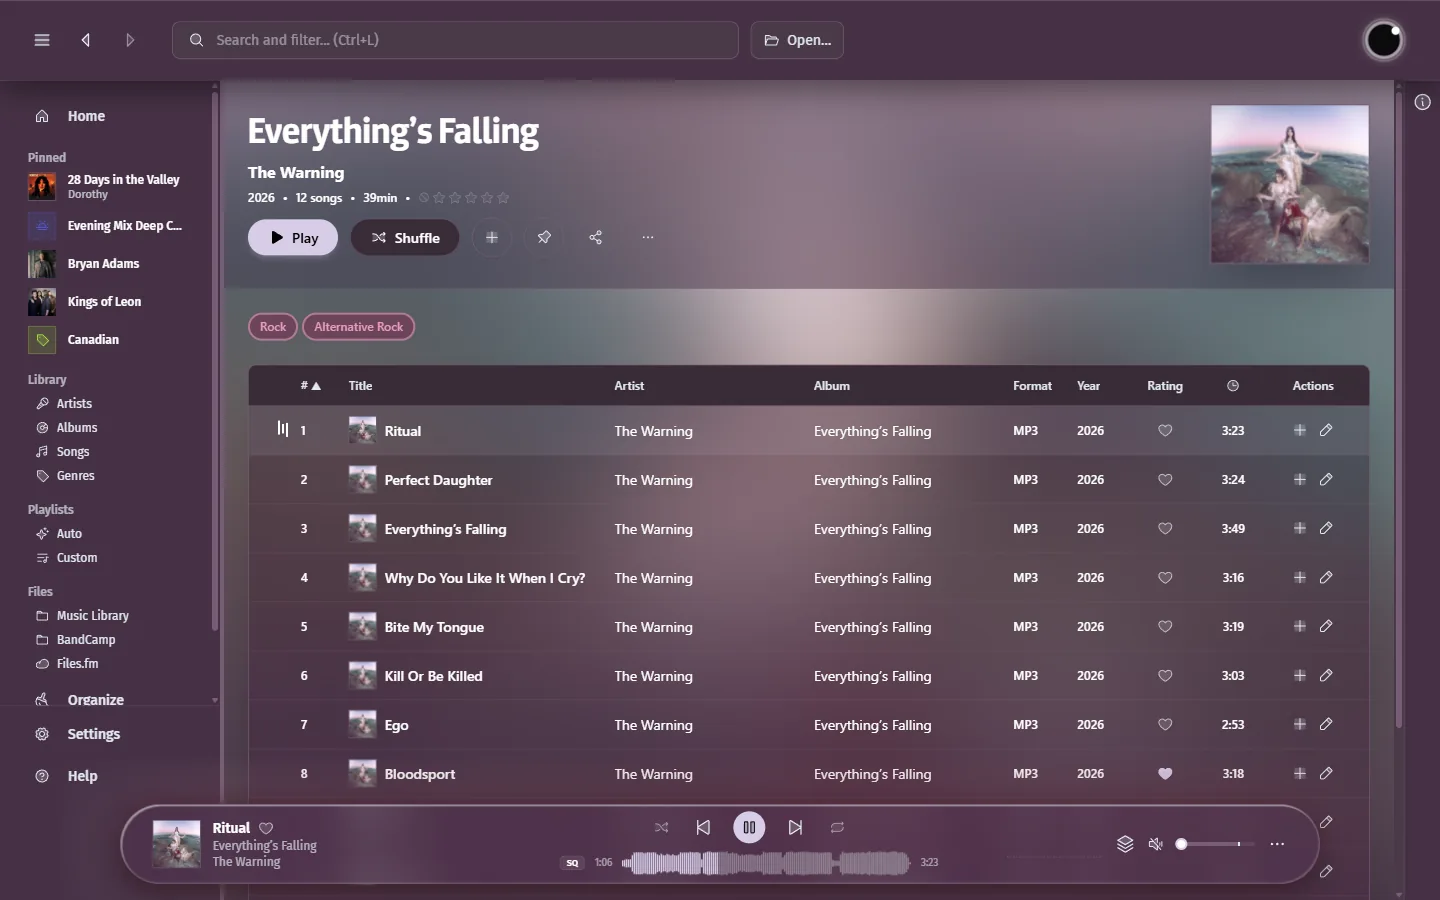 Search and filter... (Ctrl+L)
Open...
Home
Pinned
28 Days in the Valley
Dorothy
Evening Mix Deep C...
Bryan Adams
Kings of Leon
Canadian
Library
Artists
Albums
Songs
Genres
Playlists
Auto
Custom
Files
Music Library
BandCamp
Files.fm
Organize
Settings
Help
Everything’s Falling
The Warning
2026 • 12 songs • 39min •
Play
Shuffle
Rock
Alternative Rock
# ▲ Title Artist Album Format Year Rating Actions
1 Ritual The Warning Everything’s Falling MP3 2026 3:23
2 Perfect Daughter The Warning Everything’s Falling MP3 2026 3:24
3 Everything’s Falling The Warning Everything’s Falling MP3 2026 3:49
4 Why Do You Like It When I Cry? The Warning Everything’s Falling MP3 2026 3:16
5 Bite My Tongue The Warning Everything’s Falling MP3 2026 3:19
6 Kill Or Be Killed The Warning Everything’s Falling MP3 2026 3:03
7 Ego The Warning Everything’s Falling MP3 2026 2:53
8 Bloodsport The Warning Everything’s Falling MP3 2026 3:18
Ritual
Everything’s Falling
The Warning
SQ 1:06 3:23